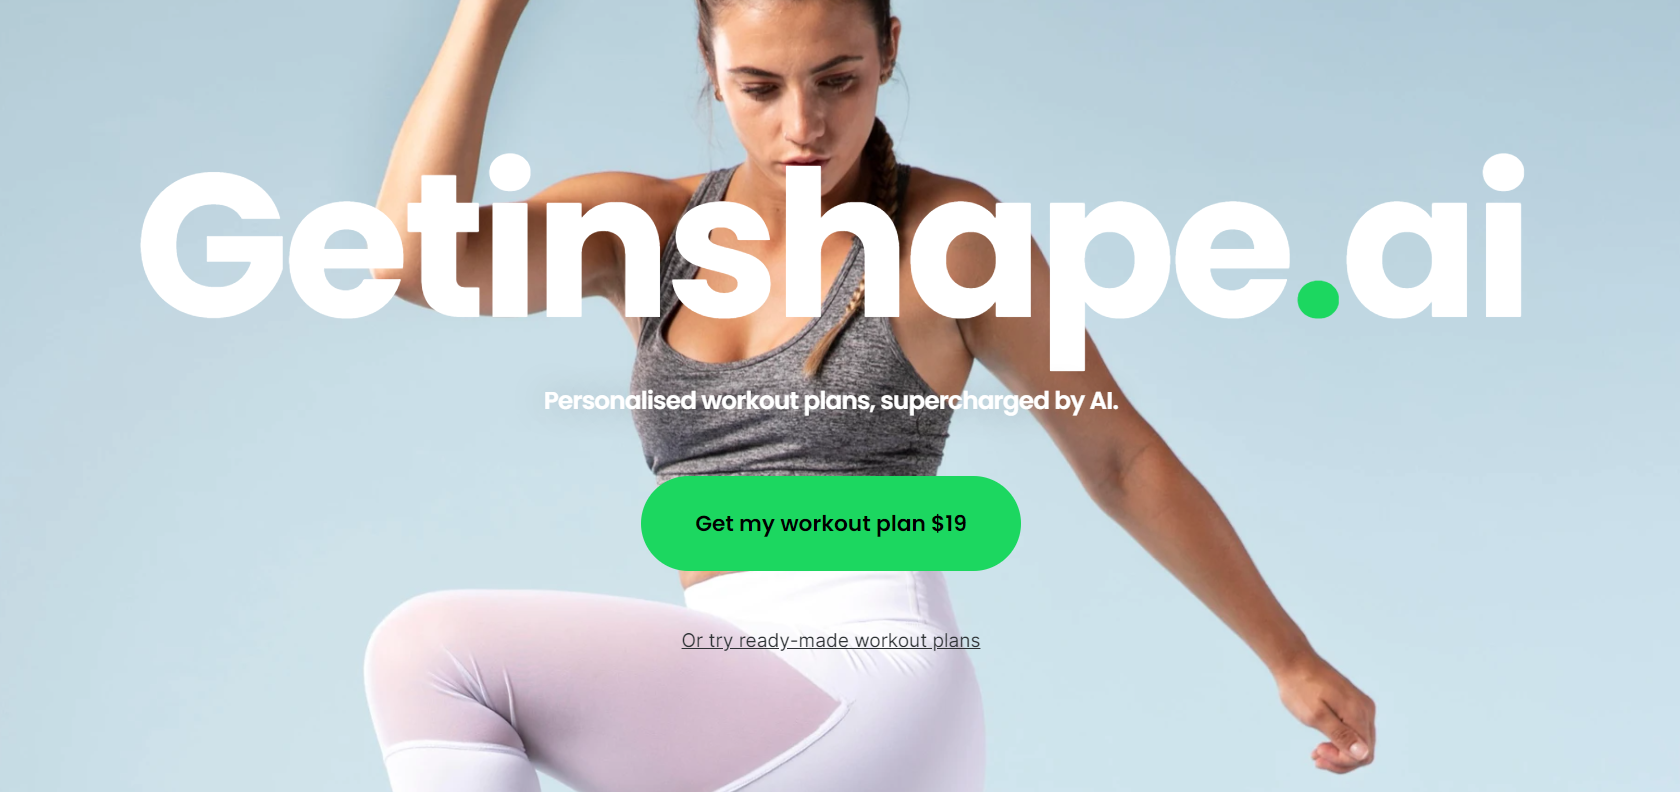 Getinshape.ai
Personalised workout plans, supercharged by AI.
Get my workout plan $19
Or try ready-made workout plans